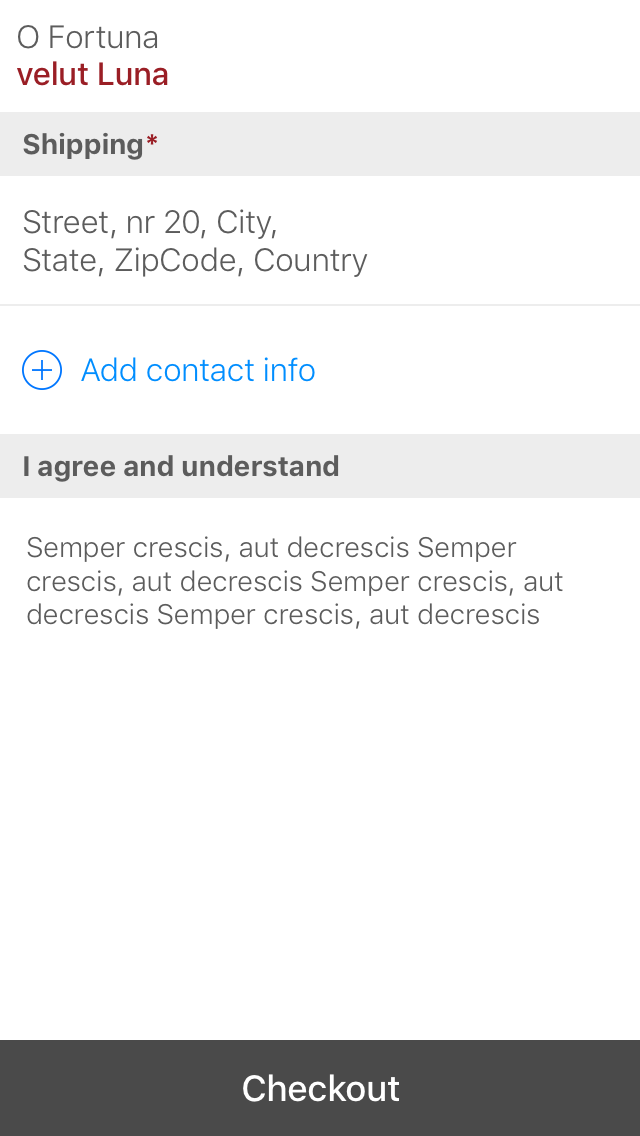 O Fortuna
velut Luna
Shipping*
Street, nr 20, City,
State, ZipCode, Country
Add contact info
I agree and understand
Semper crescis, aut decrescis Semper
crescis, aut decrescis Semper crescis, aut
decrescis Semper crescis, aut decrescis
Checkout